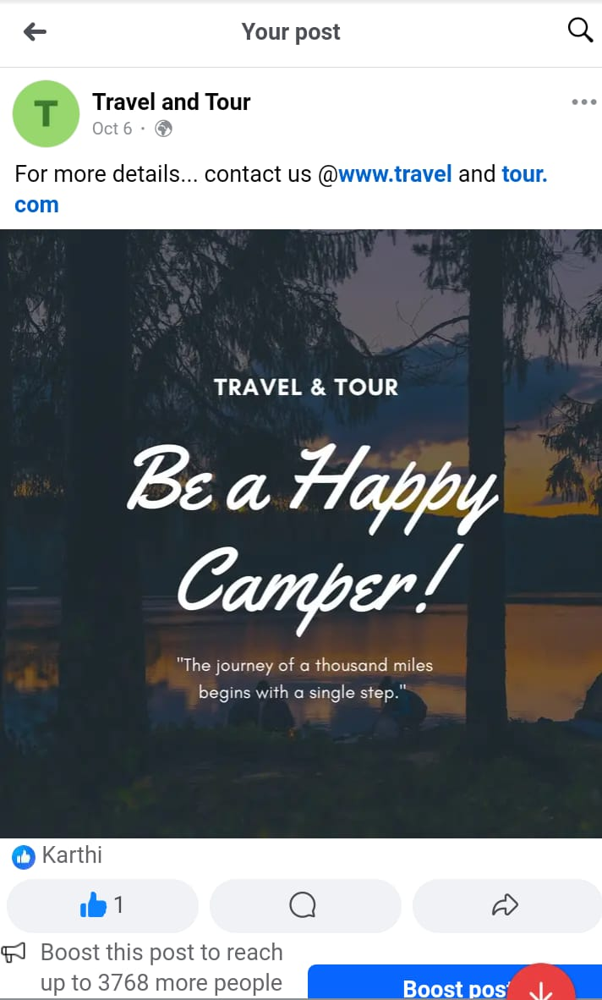 Your post
T
Travel and Tour
Oct 6 ·
For more details... contact us @www.travel and tour.
com
TRAVEL & TOUR
Be a Happy
Camper!
"The journey of a thousand miles
begins with a single step."
Karthi
1
Boost this post to reach
up to 3768 more people
Boost post